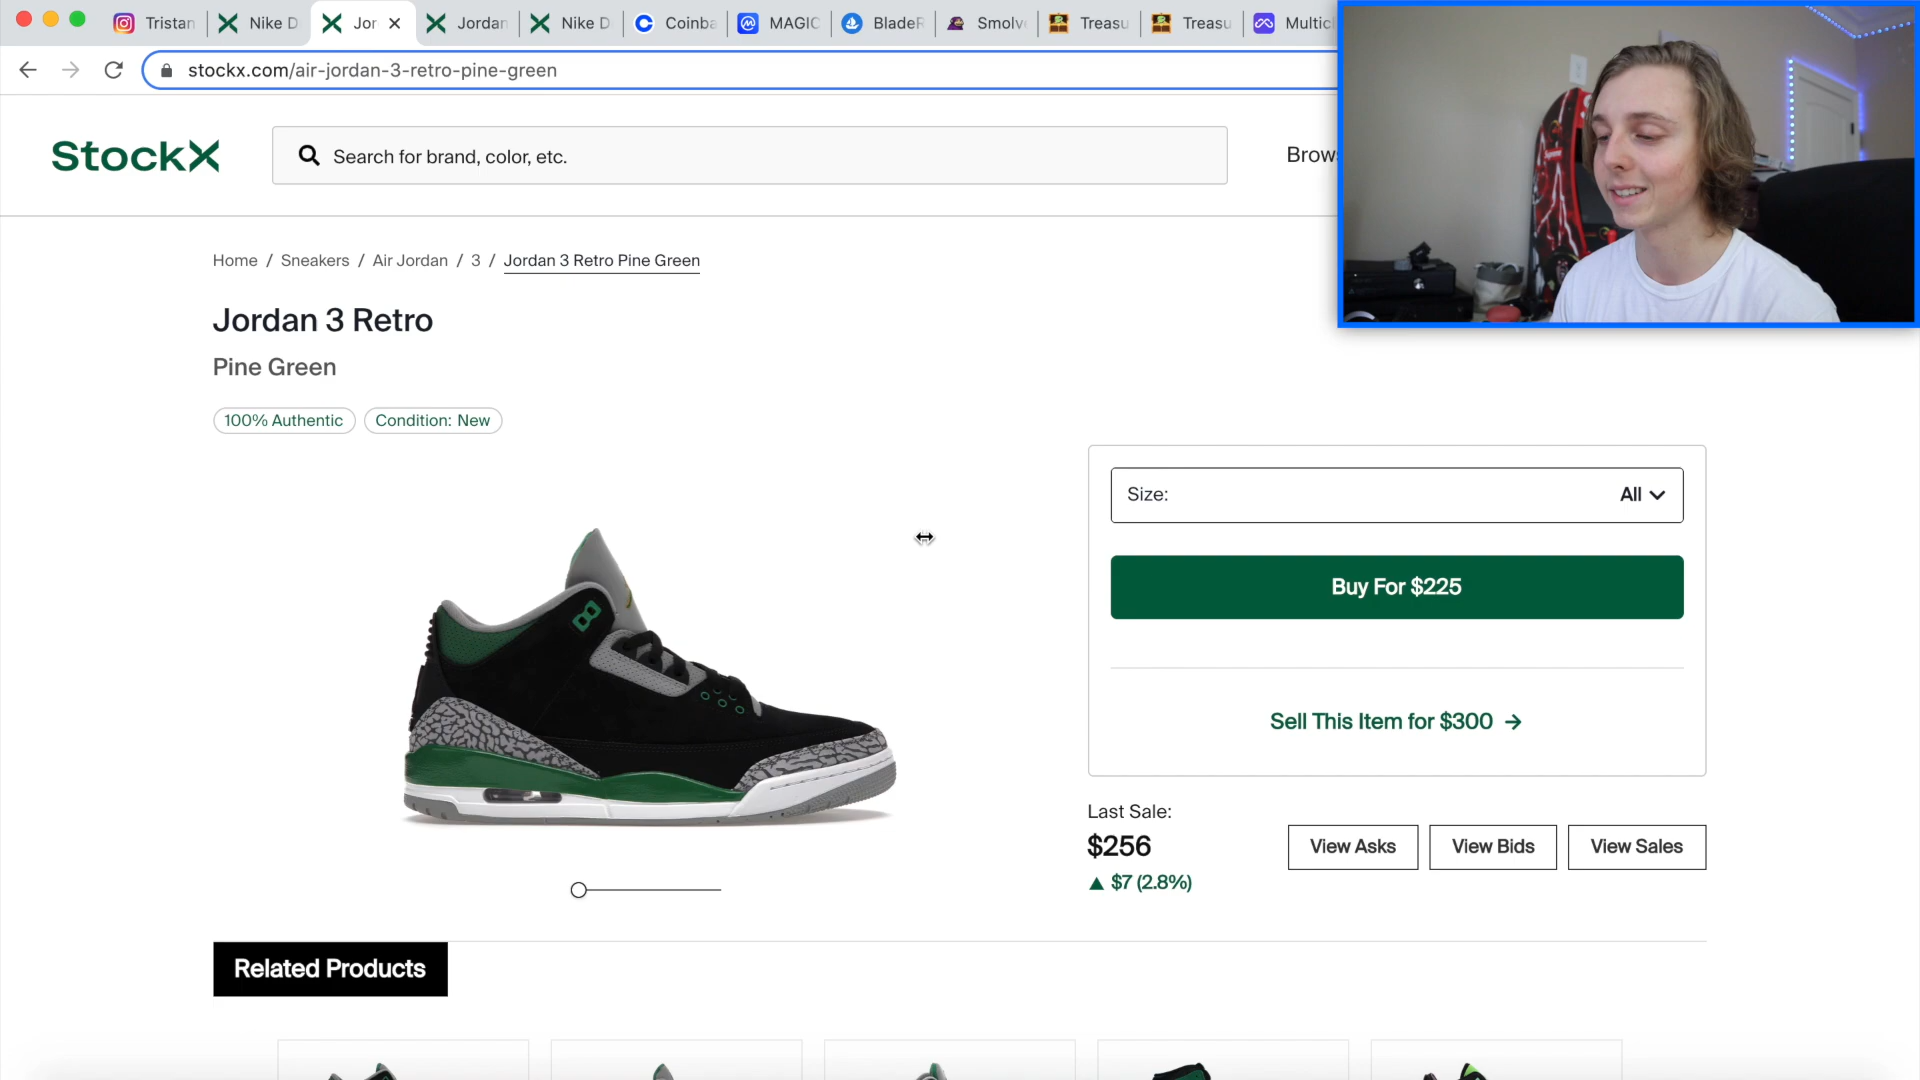 Tristan
Nike D
Jor
Jordan
Nike D
Coinba
MAGIC
BladeR
Smolve
Treasu
Treasu
Multic
stockx.com/air-jordan-3-retro-pine-green
StockX
Search for brand, color, etc.
Brows
Home / Sneakers / Air Jordan / 3 / Jordan 3 Retro Pine Green
Jordan 3 Retro
Pine Green
100% Authentic
Condition: New
Size:
All
Buy For $225
Sell This Item for $300 →
Last Sale:
$256
▲ $7 (2.8%)
View Asks
View Bids
View Sales
Related Products